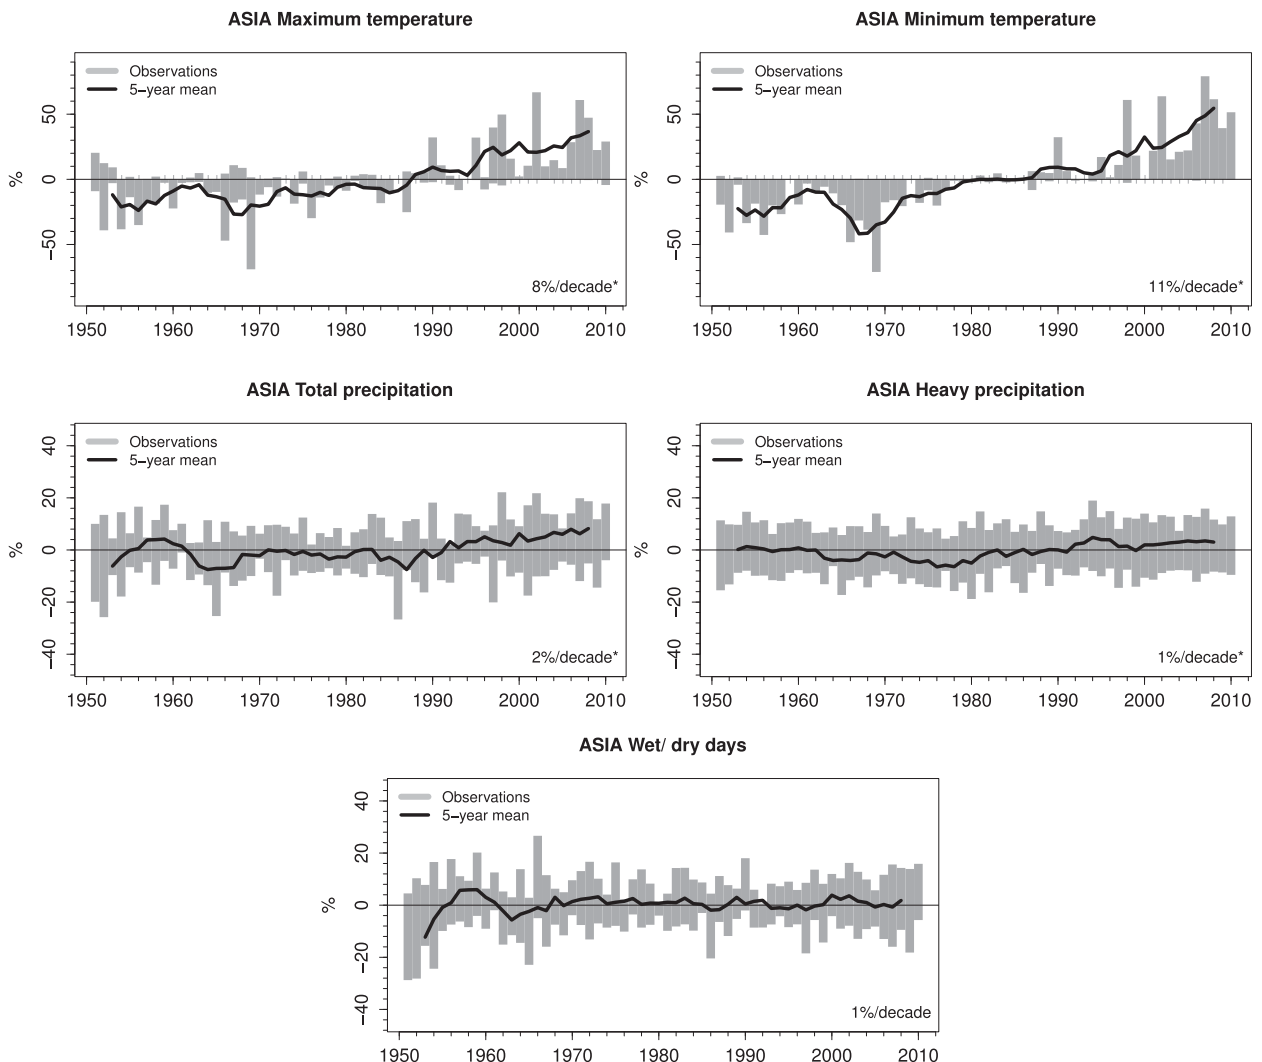 ASIA Maximum temperature
Observations
5−year mean
%
50
0
−50
8%/decade*
1950 1960 1970 1980 1990 2000 2010
ASIA Minimum temperature
Observations
5−year mean
%
50
0
−50
11%/decade*
1950 1960 1970 1980 1990 2000 2010
ASIA Total precipitation
Observations
5−year mean
%
40
20
0
−20
−40
2%/decade*
1950 1960 1970 1980 1990 2000 2010
ASIA Heavy precipitation
Observations
5−year mean
%
40
20
0
−20
−40
1%/decade*
1950 1960 1970 1980 1990 2000 2010
ASIA Wet/ dry days
Observations
5−year mean
%
40
20
0
−20
−40
1%/decade
1950 1960 1970 1980 1990 2000 2010